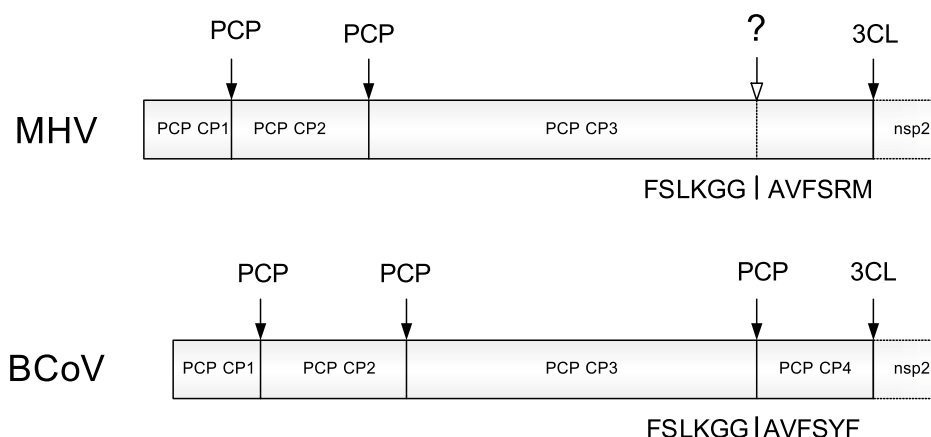 PCP PCP ? 3CL
MHV PCP CP1 PCP CP2 PCP CP3 nsp2
FSLKGG | AVFSRM
PCP PCP PCP 3CL
BCoV PCP CP1 PCP CP2 PCP CP3 PCP CP4 nsp2
FSLKGG|AVFSYF